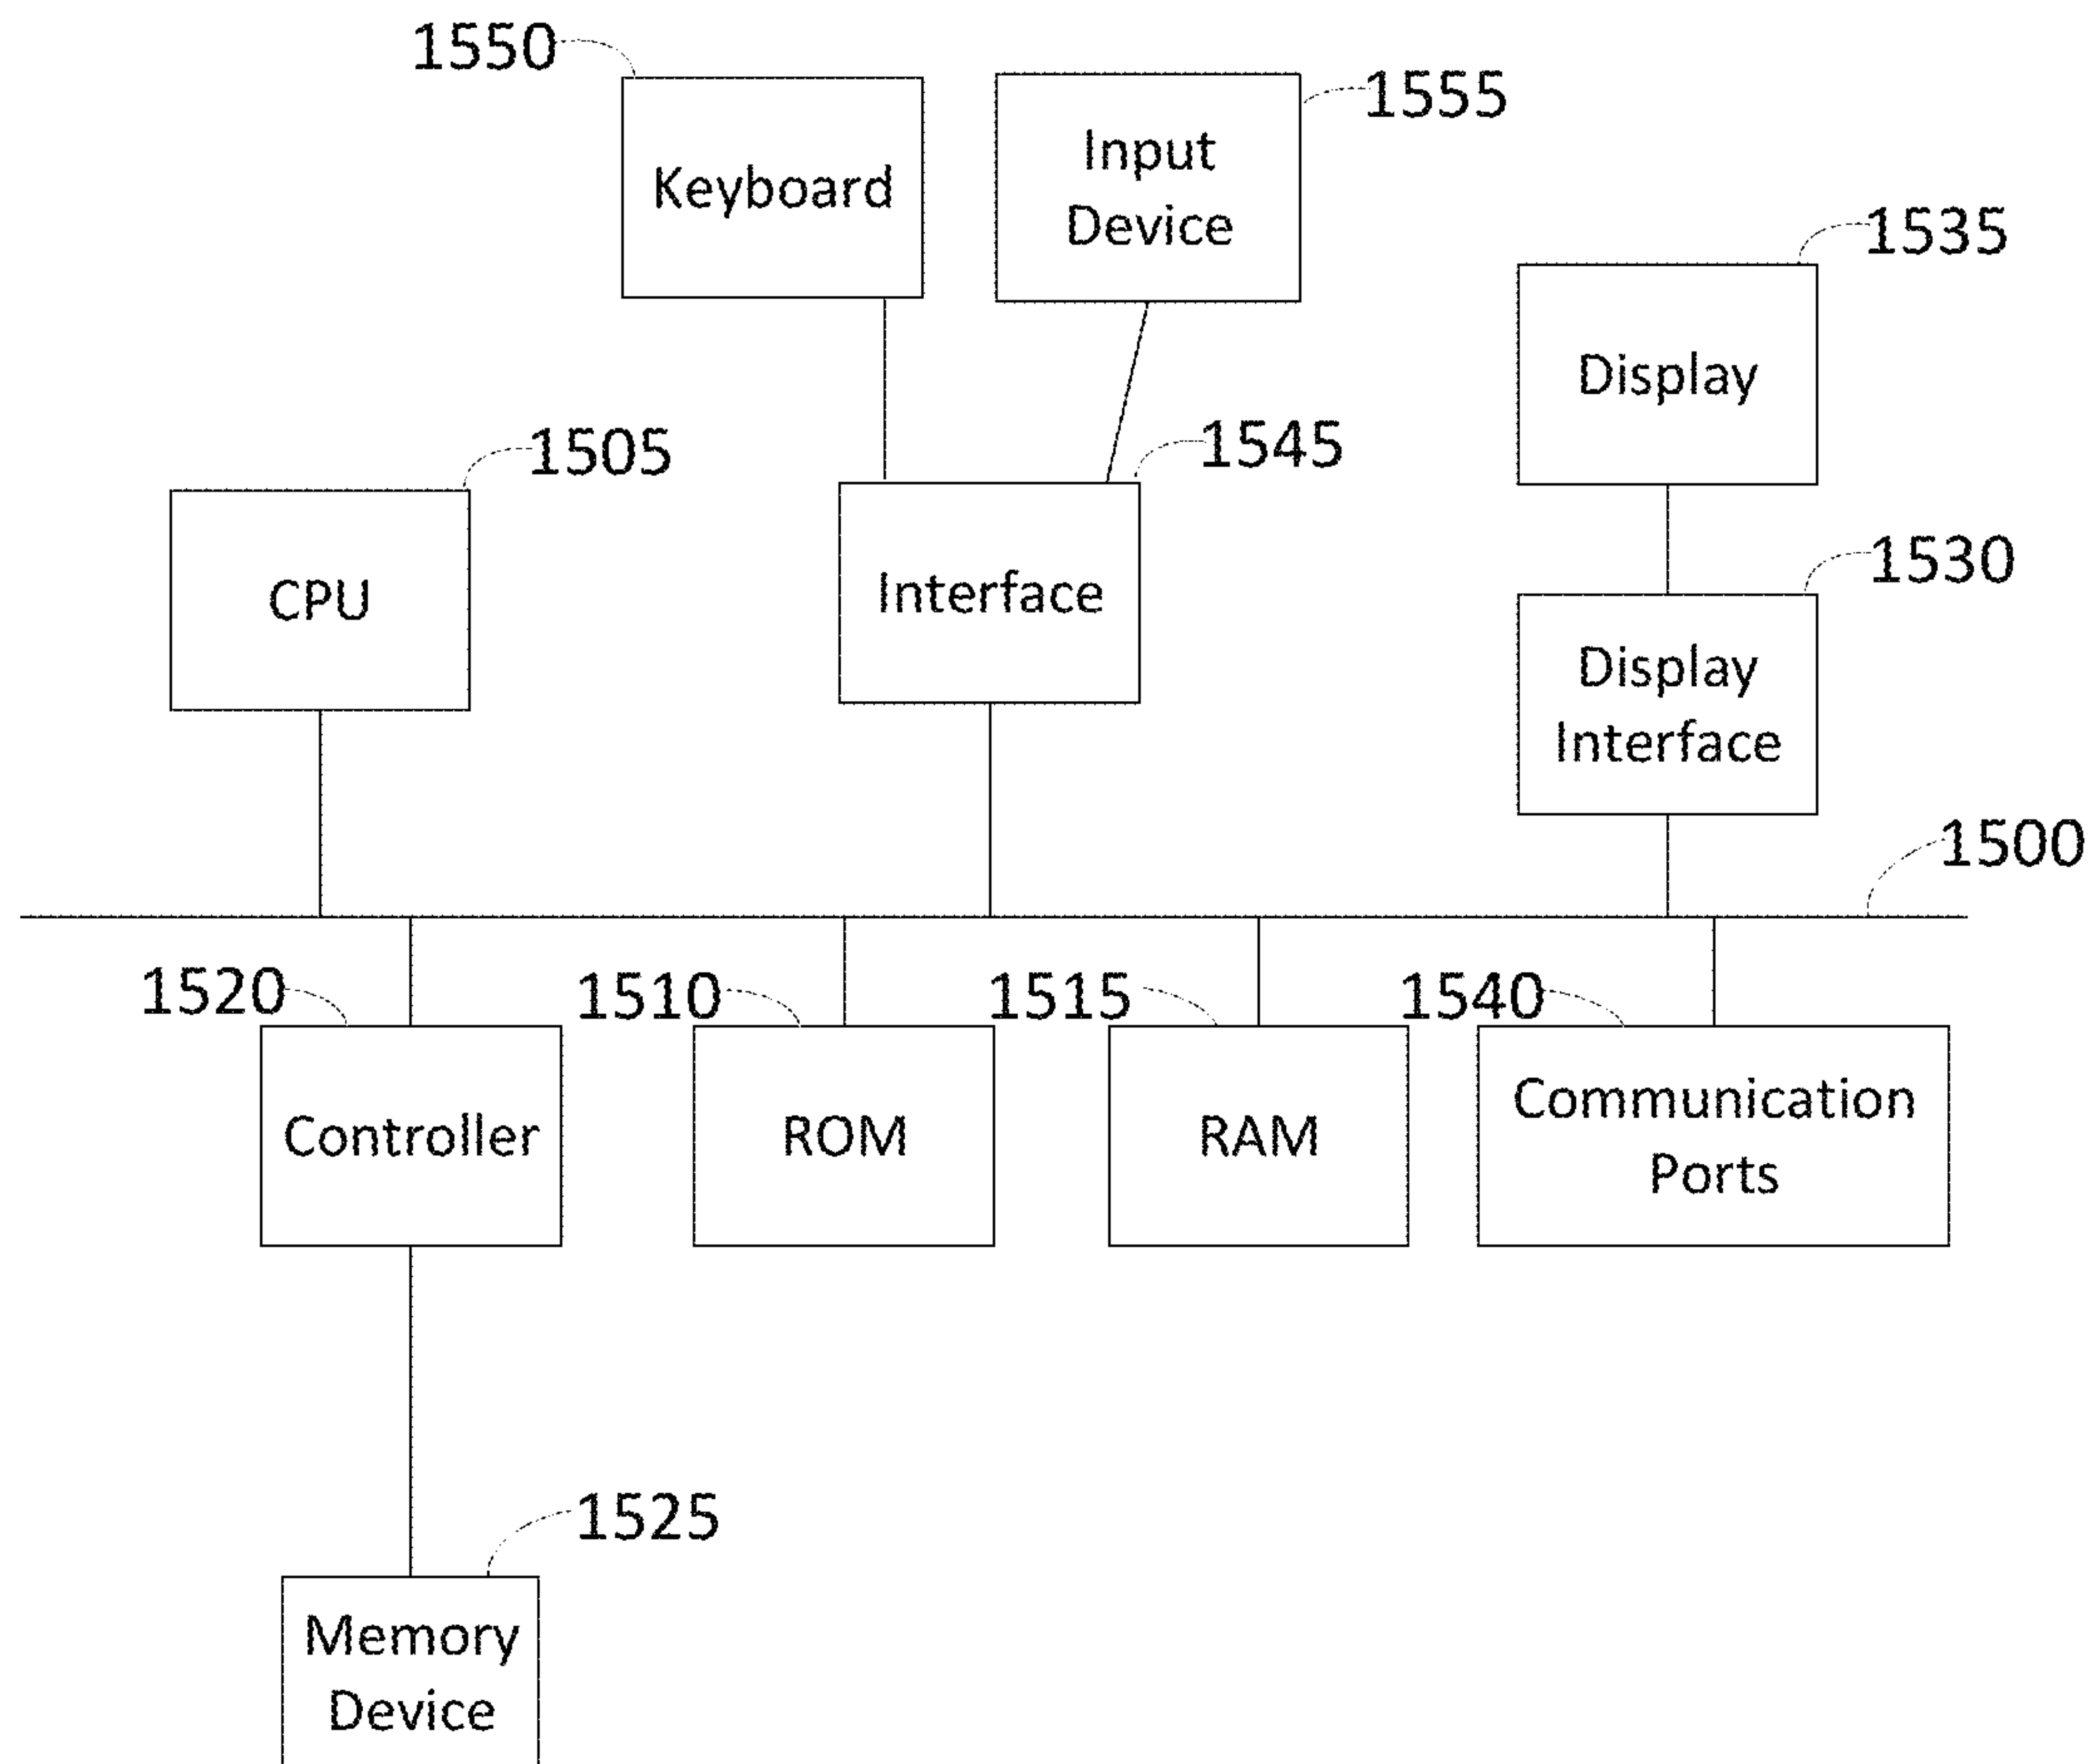 1550
1555
Keyboard
Input
Device
1535
Display
1505
1545
1530
CPU
Interface
Display
Interface
1500
1520
1510
1515
1540
Controller
ROM
RAM
Communication
Ports
1525
Memory
Device